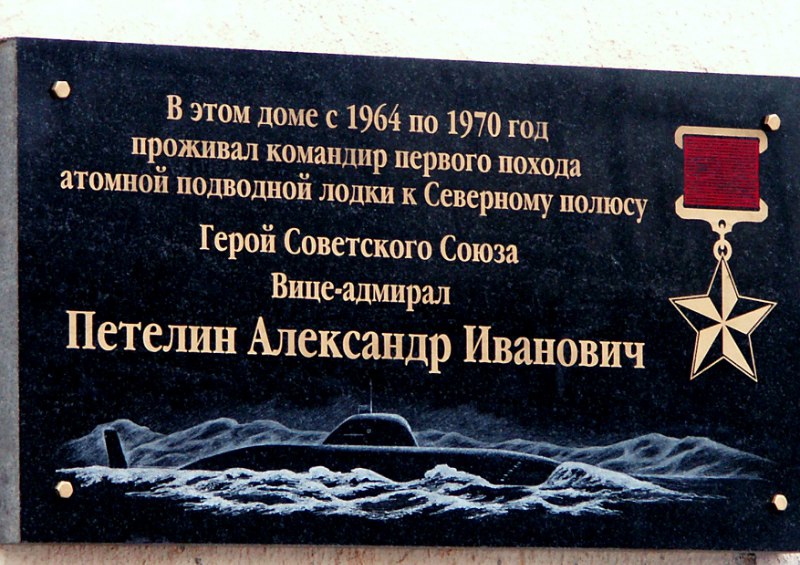 В этом доме с 1964 по 1970 год
проживал командир первого похода
атомной подводной лодки к Северному полюсу
Герой Советского Союза
Вице-адмирал
Петелин Александр Иванович